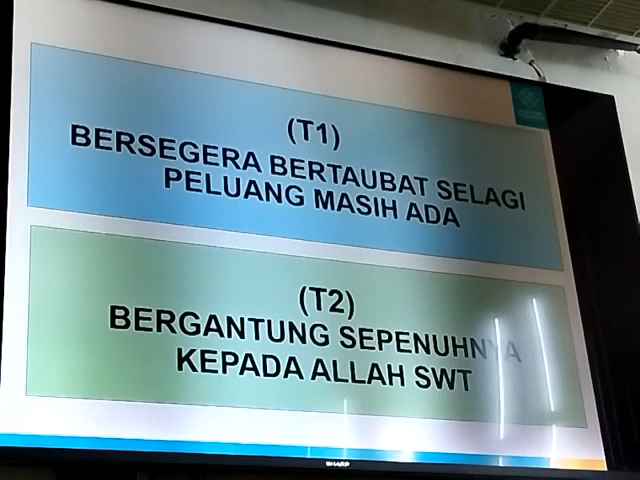 (T1)
BERSEGERA BERTAUBAT SELAGI
PELUANG MASIH ADA
(T2)
BERGANTUNG SEPENUHNYA
KEPADA ALLAH SWT
SHARP